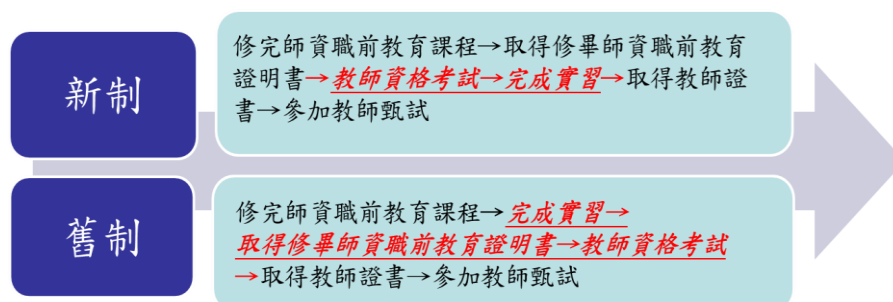 新制
修完師資職前教育課程→取得修畢師資職前教育
證明書→教師資格考試→完成實習→取得教師證
書→參加教師甄試
舊制
修完師資職前教育課程→完成實習→
取得修畢師資職前教育證明書→教師資格考試
→取得教師證書→參加教師甄試